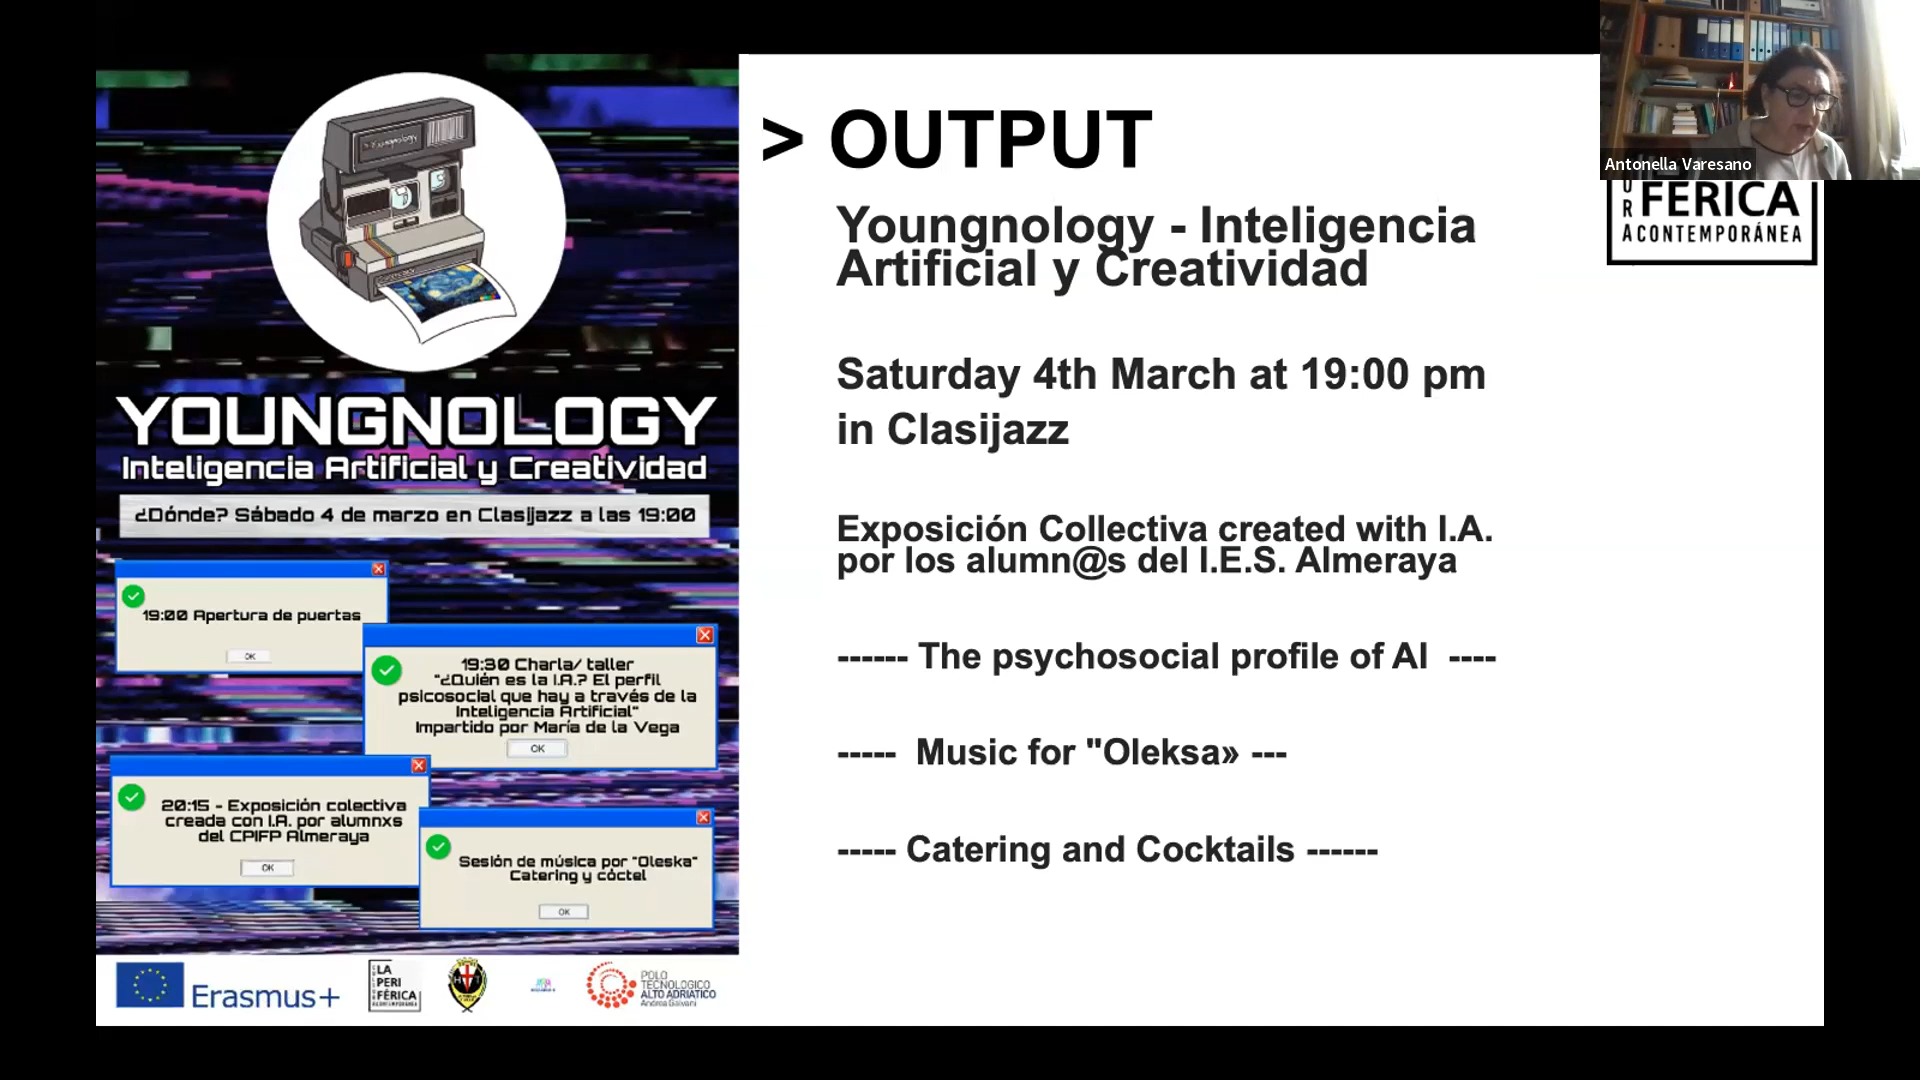 Youngnology
YOUNGNOLOGY
Inteligencia Artificial y Creatividad
¿Dónde? Sábado 4 de marzo en Clasijazz a las 19:00
19:00 Apertura de puertas
OK
19:30 Charla/ taller
"¿Quién es la I.A.? El perfil
psicosocial que hay a través de la
Inteligencia Artificial"
Impartido por María de la Vega
OK
20:15 - Exposición colectiva
creada con I.A. por alumnxs
del CPIFP Almeraya
OK
Sesión de música por "Oleska"
Catering y cóctel
OK
Erasmus+
LA
PERI
FÉRICA
POLO
TECNOLOGICO
ALTO ADRIATICO
Andrea Galvani
> OUTPUT
Youngnology - Inteligencia
Artificial y Creatividad
Saturday 4th March at 19:00 pm
in Clasijazz
Exposición Collectiva created with I.A.
por los alumn@s del I.E.S. Almeraya
------ The psychosocial profile of AI ----
----- Music for "Oleksa» ---
----- Catering and Cocktails ------
Antonella Varesano
FÉRICA
CONTEMPORÁNEA